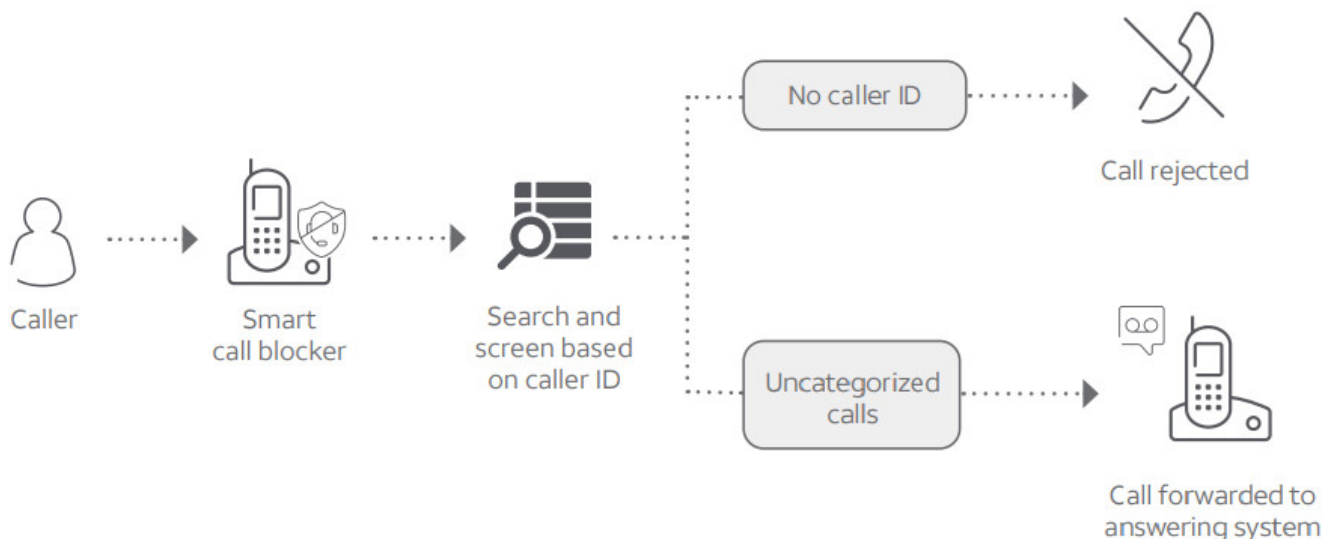 No caller ID
Call rejected
Caller
Smart
call blocker
Search and
screen based
on caller ID
Uncategorized
calls
Call forwarded to
answering system